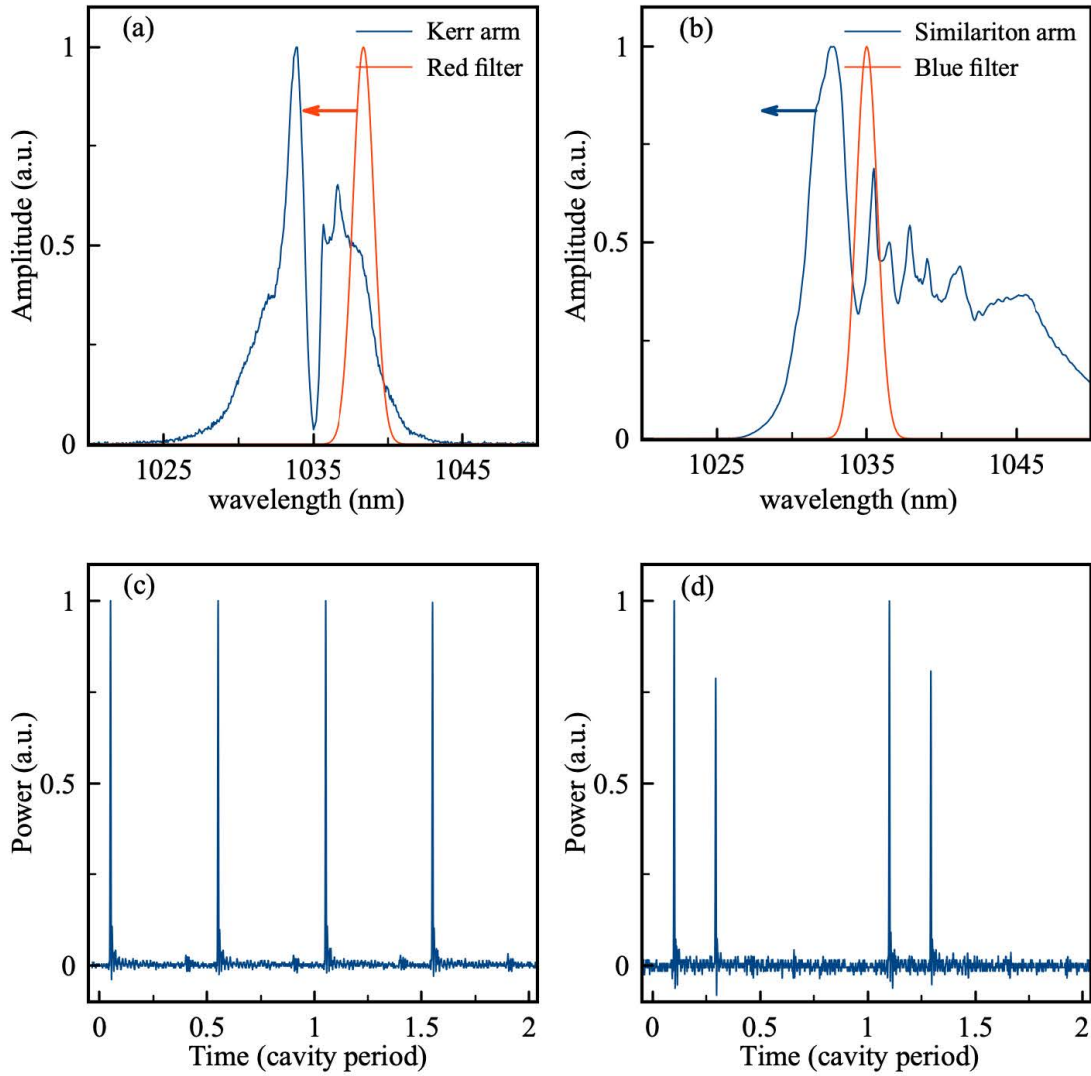 (a)
Kerr arm
Red filter
1
0.5
0
Amplitude (a.u.)
1025
1035
1045
wavelength (nm)
(b)
Similariton arm
Blue filter
1
0.5
0
Amplitude (a.u.)
1025
1035
1045
wavelength (nm)
(c)
1
0.5
0
Power (a.u.)
0
0.5
1
1.5
2
Time (cavity period)
(d)
1
0.5
0
Power (a.u.)
0
0.5
1
1.5
2
Time (cavity period)